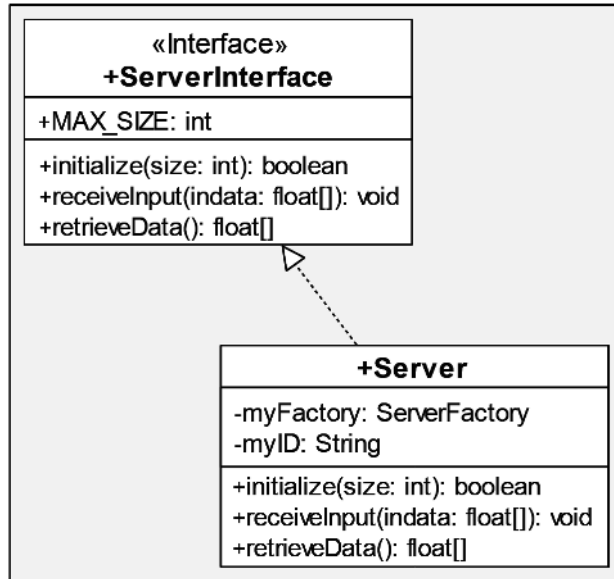 «Interface»
+ServerInterface
+MAX_SIZE: int
+initialize(size: int): boolean
+receiveInput(indata: float[]): void
+retrieveData(): float[]
+Server
-myFactory: ServerFactory
-myID: String
+initialize(size: int): boolean
+receiveInput(indata: float[]): void
+retrieveData(): float[]